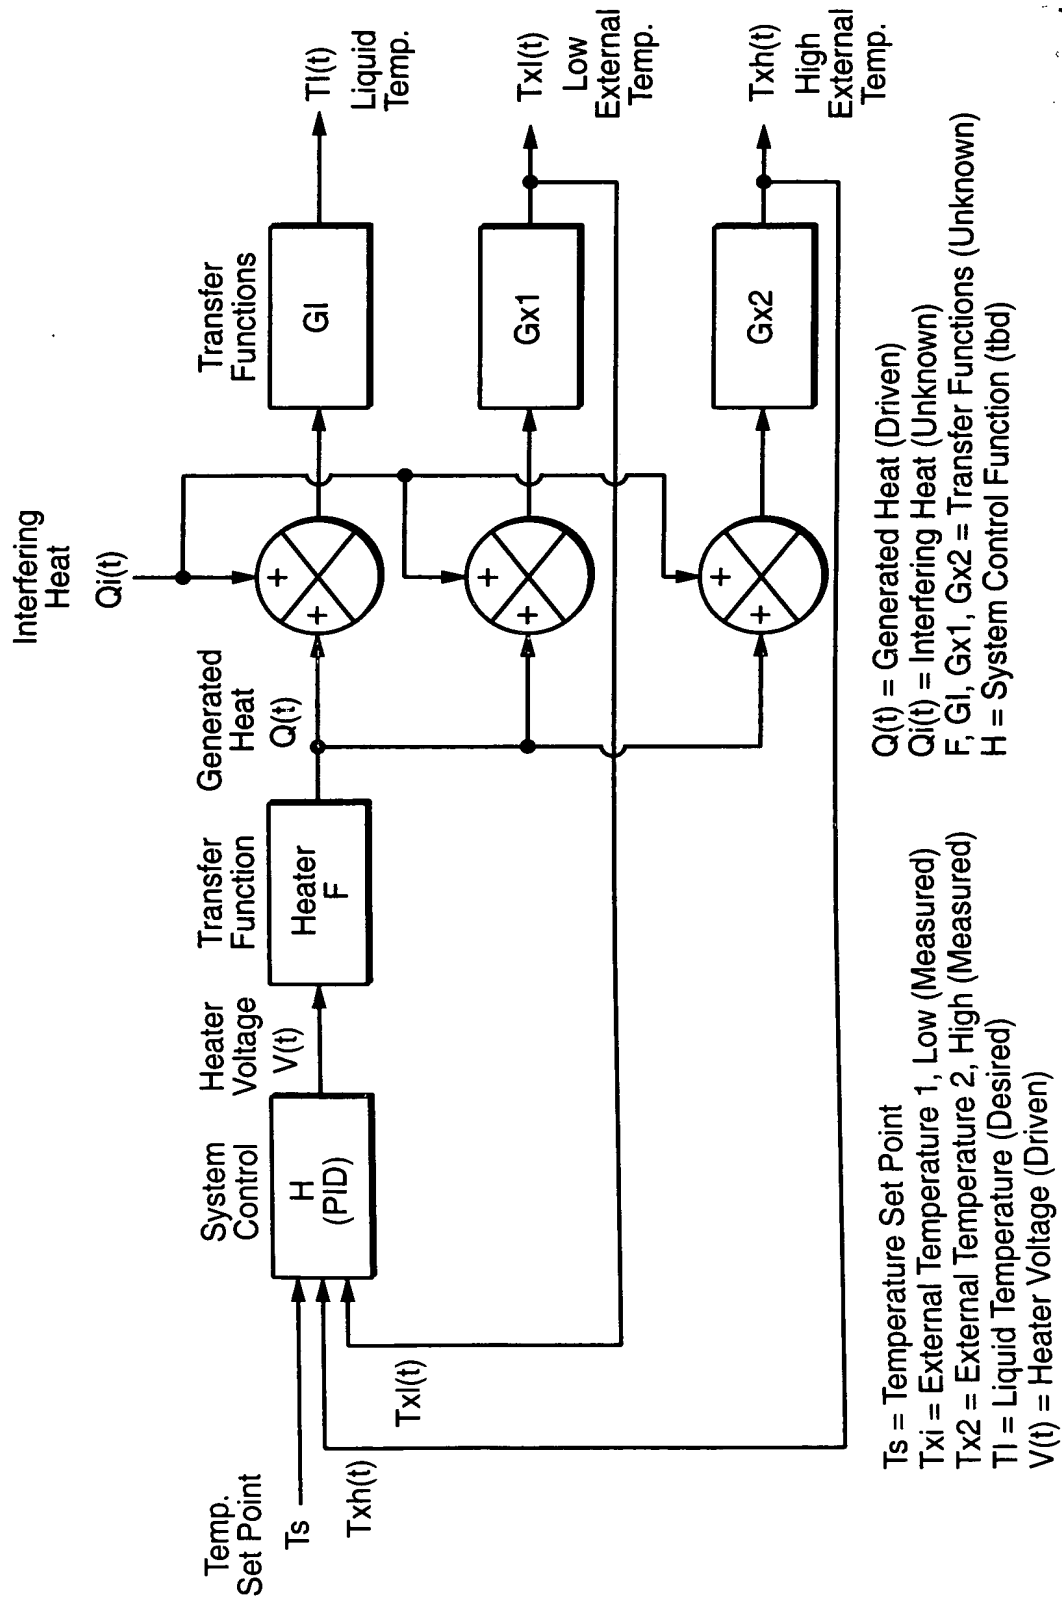 Interfering
Heat
Qi(t)
Temp.
Set Point
Ts
Txh(t)
Txl(t)
System
Control
H
(PID)
Heater
Voltage
V(t)
Transfer
Function
Heater
F
Generated
Heat
Q(t)
+
+
+
+
+
+
Transfer
Functions
Gl
Gx1
Gx2
Tl(t)
Liquid
Temp.
Txl(t)
Low
External
Temp.
Txh(t)
High
External
Temp.
Ts = Temperature Set Point
Txi = External Temperature 1, Low (Measured)
Tx2 = External Temperature 2, High (Measured)
Tl = Liquid Temperature (Desired)
V(t) = Heater Voltage (Driven)
Q(t) = Generated Heat (Driven)
Qi(t) = Interfering Heat (Unknown)
F, Gl, Gx1, Gx2 = Transfer Functions (Unknown)
H = System Control Function (tbd)